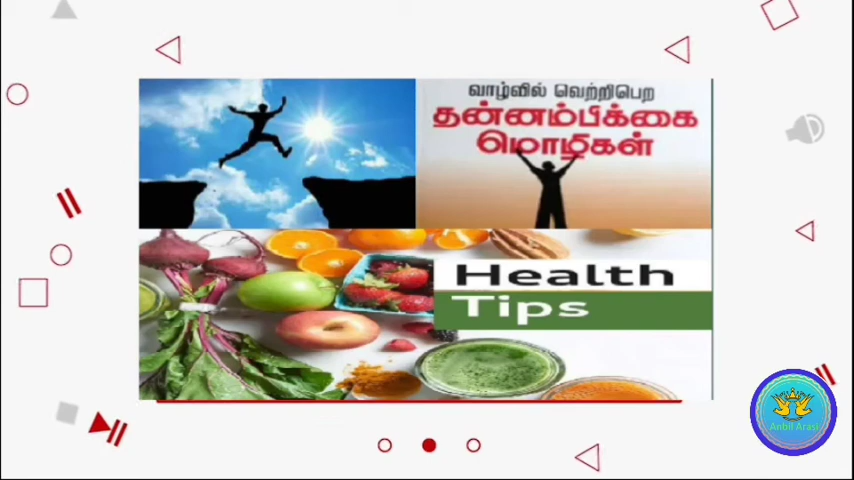 வாழ்வில் வெற்றிபெற
தன்னம்பிக்கை
மொழிகள்
Health
Tips
Anbil Arasi